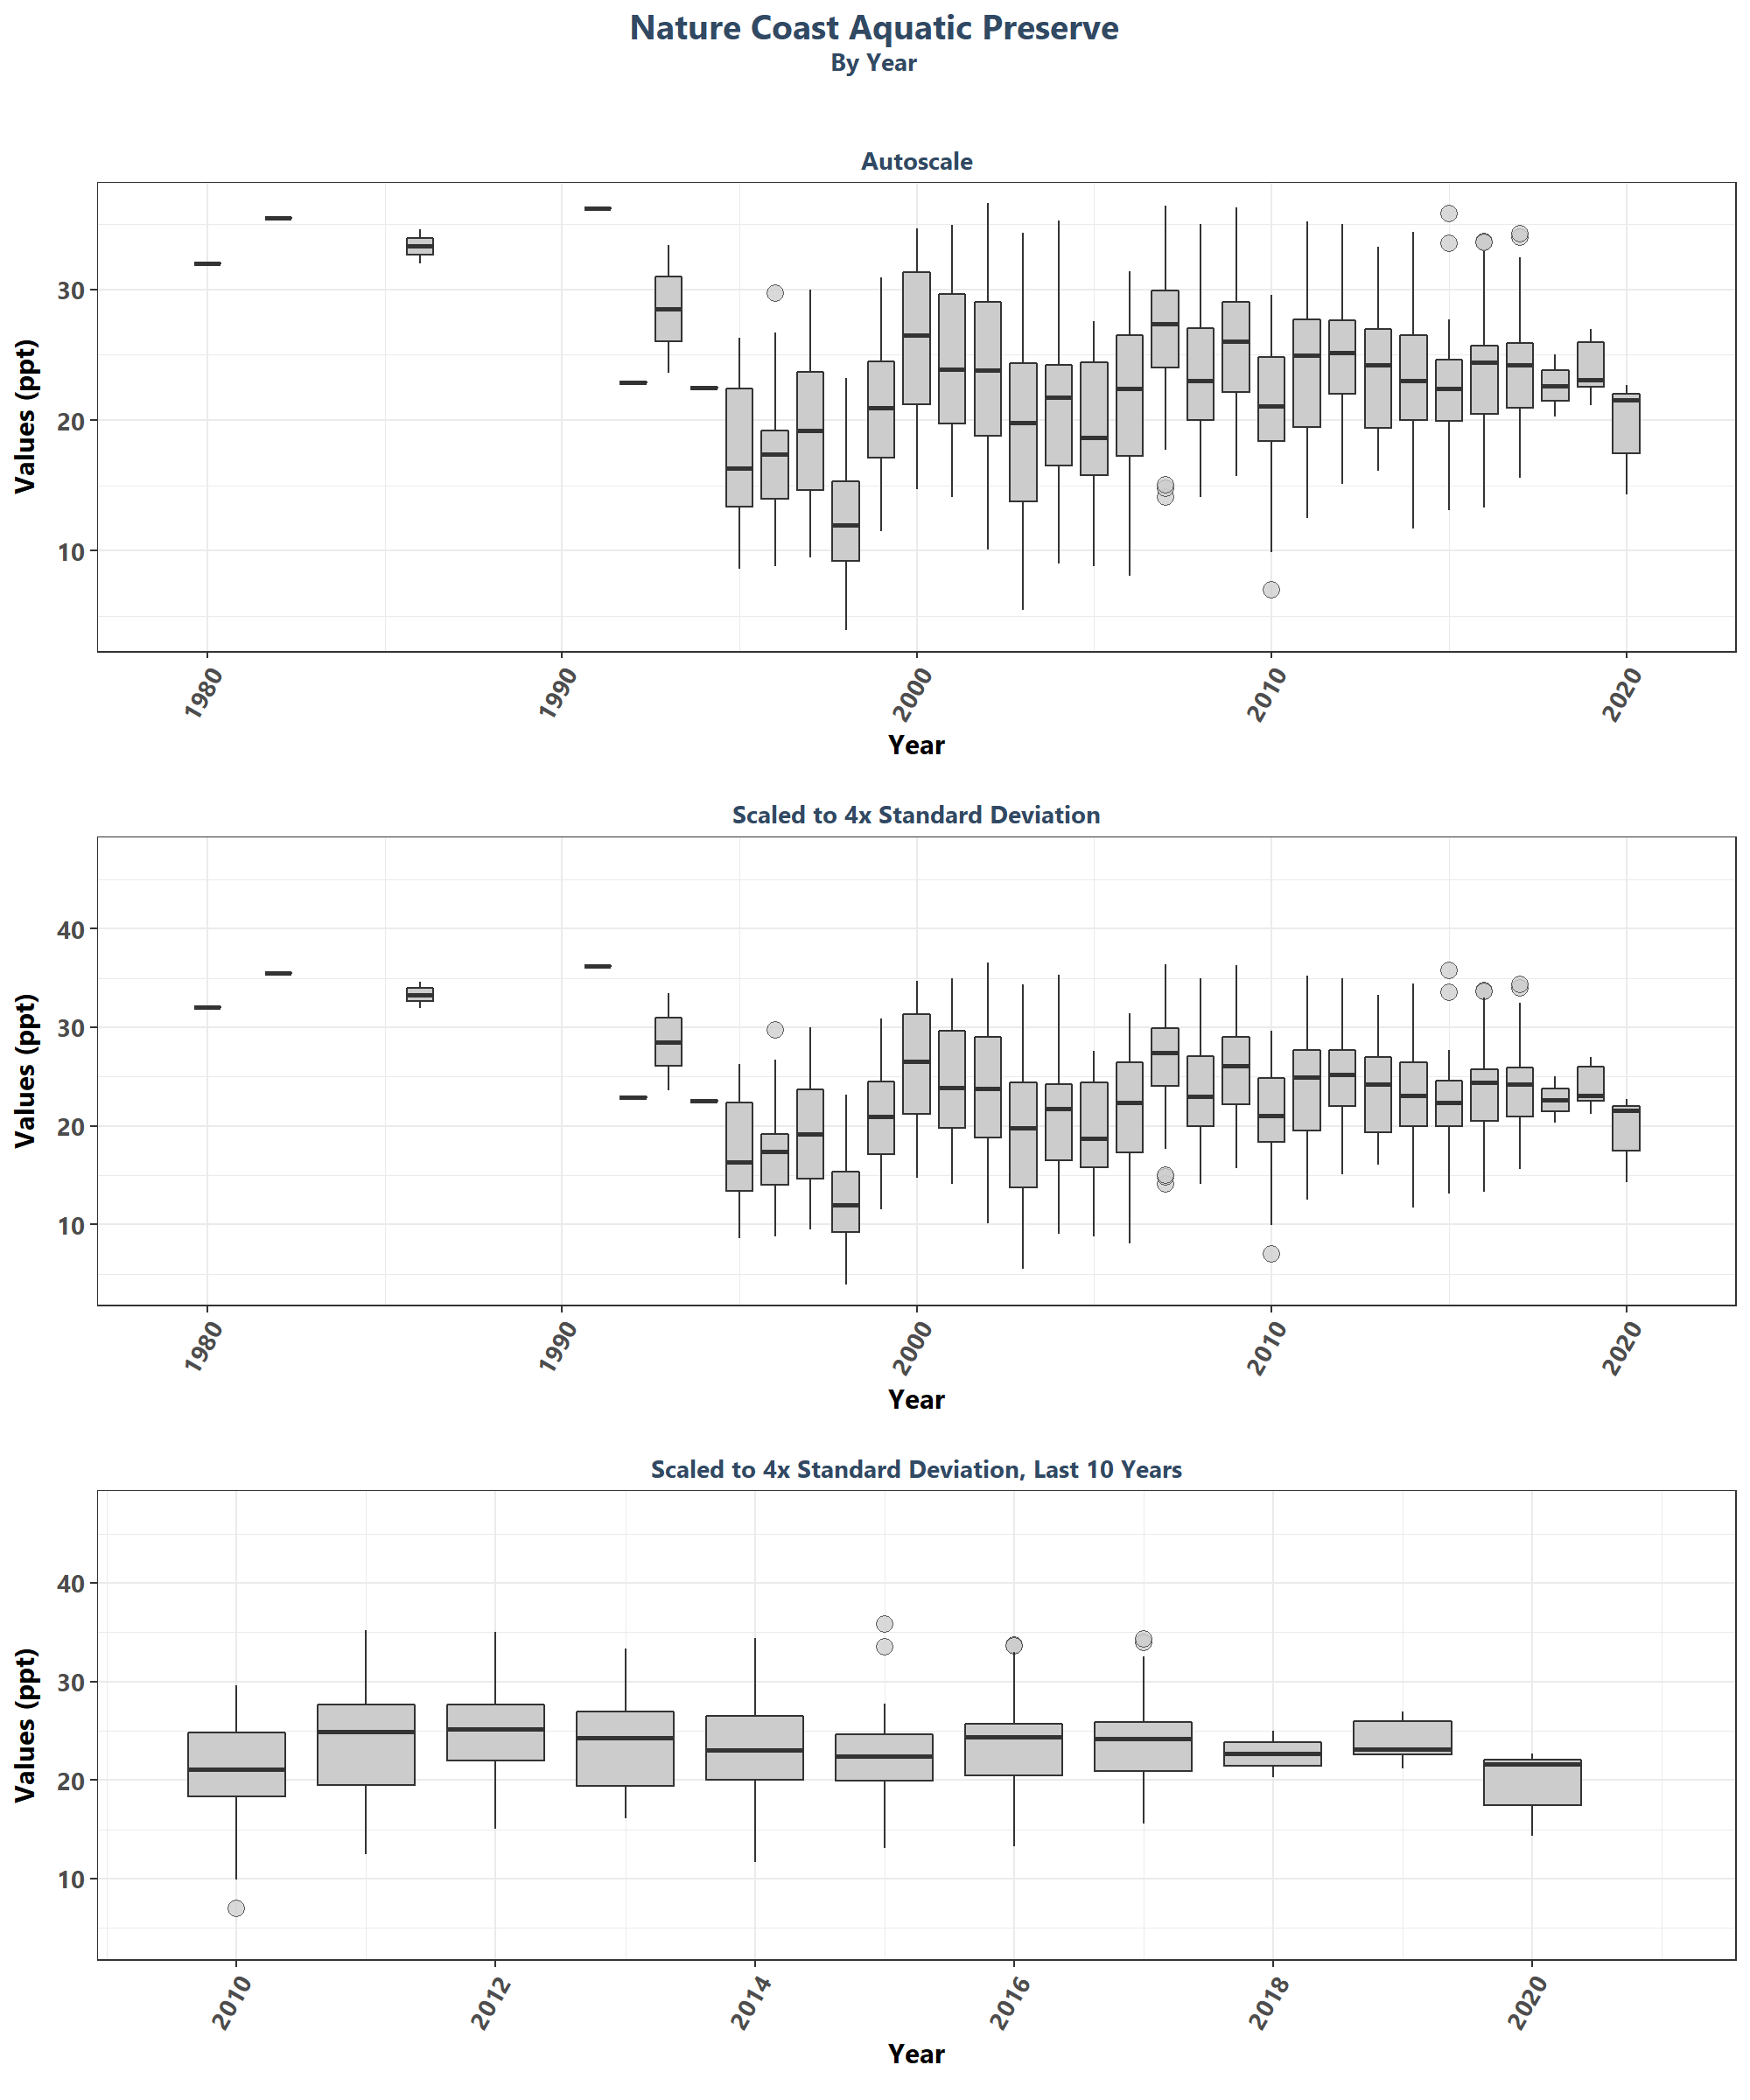 Nature Coast Aquatic Preserve
By Year
Autoscale
Values (ppt)
30
20
10
1980
1990
2000
2010
2020
Year
Scaled to 4x Standard Deviation
Values (ppt)
40
30
20
10
1980
1990
2000
2010
2020
Year
Scaled to 4x Standard Deviation, Last 10 Years
Values (ppt)
40
30
20
10
2010
2012
2014
2016
2018
2020
Year